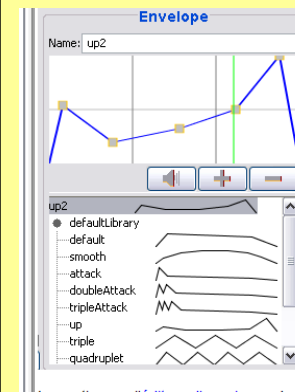 Envelope
Name: up2
up2
defaultLibrary
default
smooth
attack
doubleAttack
tripleAttack
up
triple
quadruplet